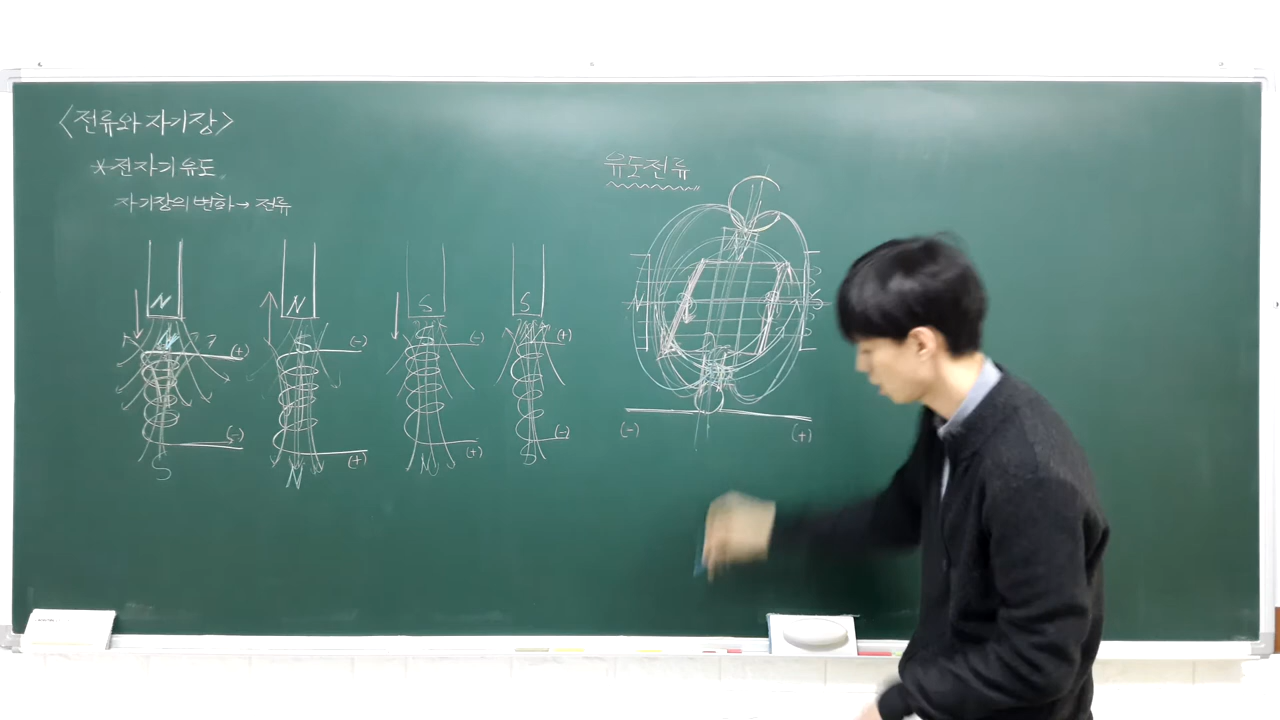 <전류와 자기장>
*전자기유도
자기장의 변화→ 전류
유도전류
N N S S
N S S S
(+) (-) (-) (+)
(-) (+) (+) (-)
S N N S
N
(-) (+)